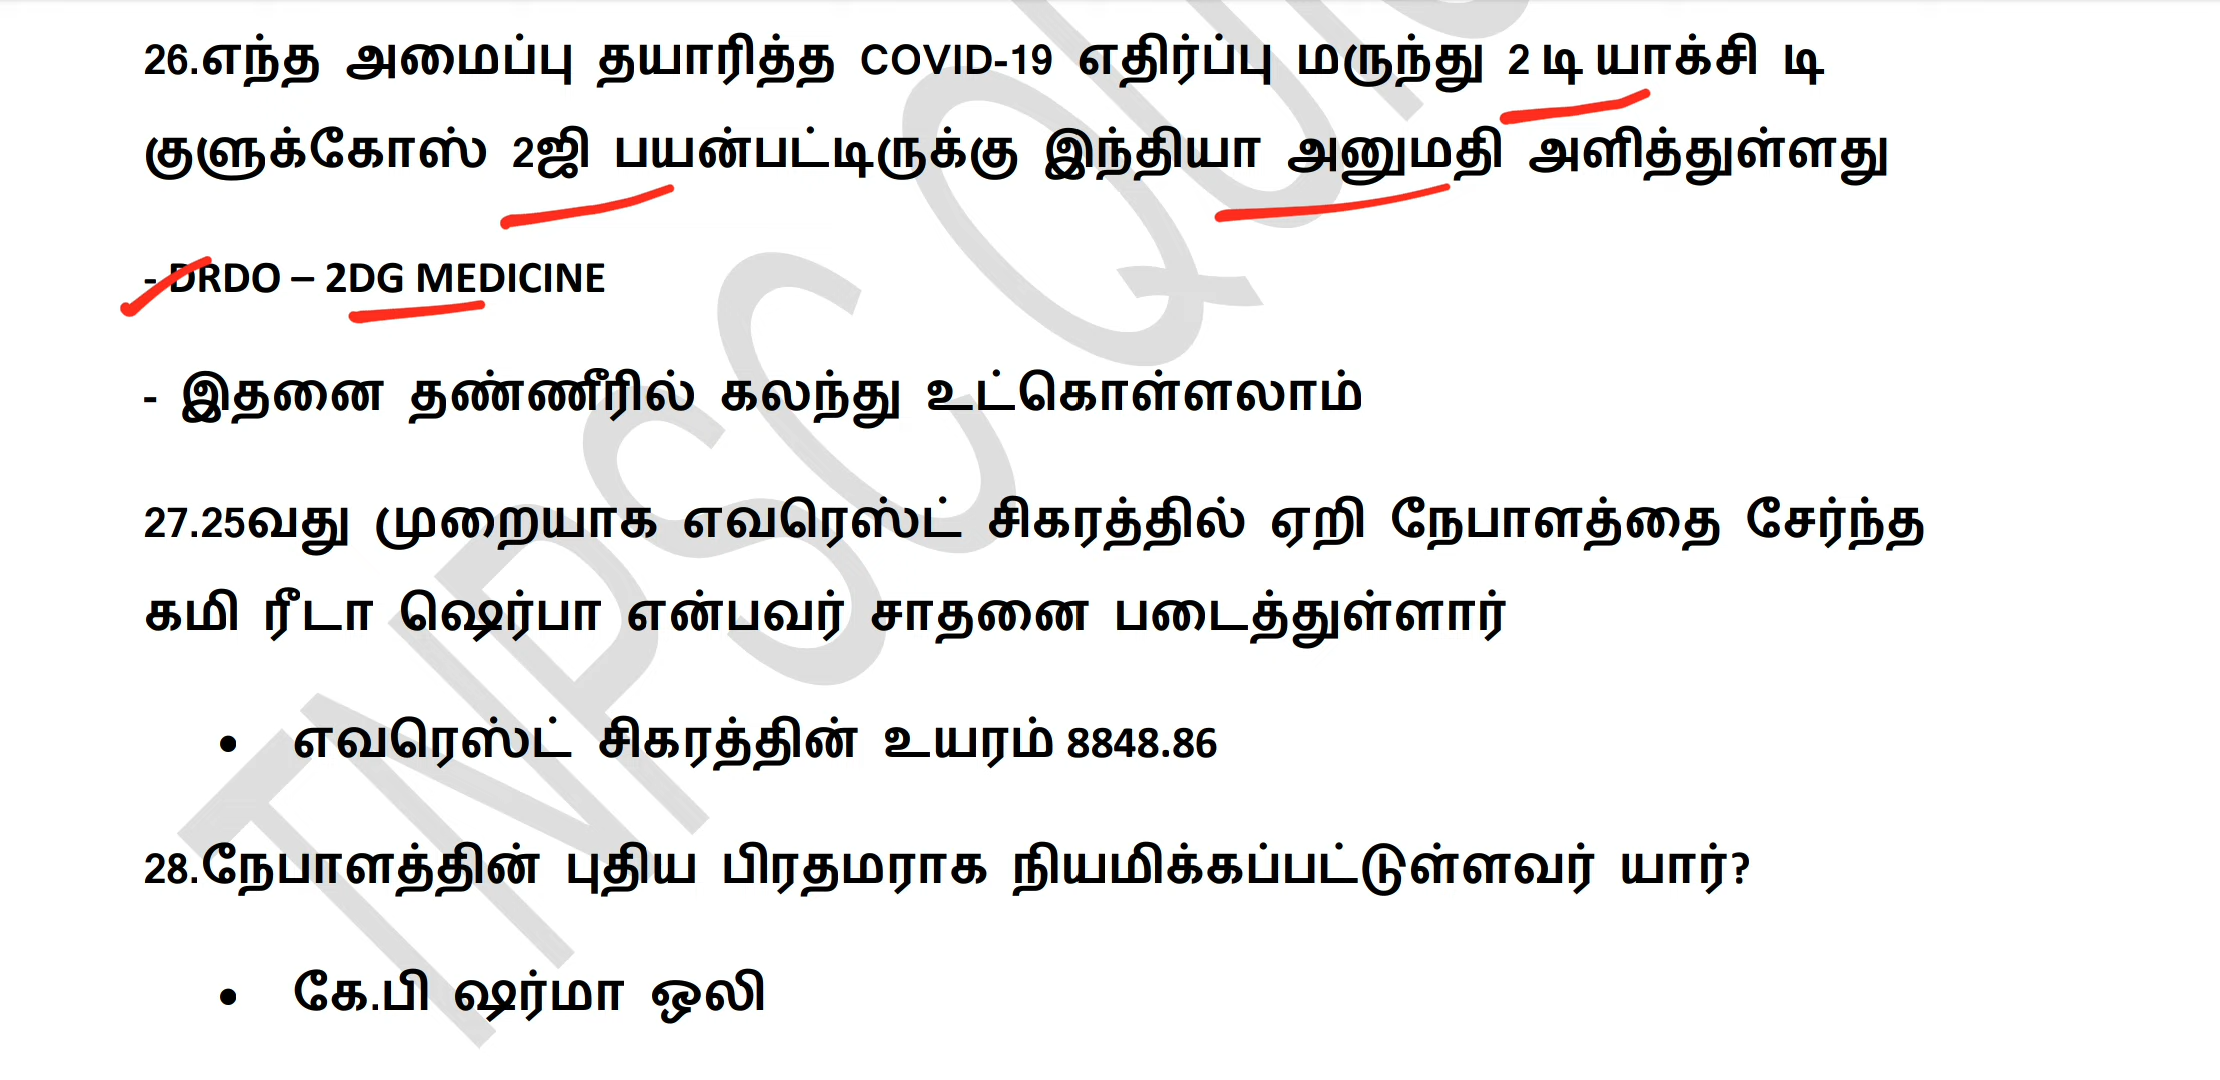 26.எந்த அமைப்பு தயாரித்த COVID-19 எதிர்ப்பு மருந்து 2 டி யாக்சி டி
குளுக்கோஸ் 2ஜி பயன்பட்டிருக்கு இந்தியா அனுமதி அளித்துள்ளது
- DRDO – 2DG MEDICINE
- இதனை தண்ணீரில் கலந்து உட்கொள்ளலாம்
27.25வது முறையாக எவரெஸ்ட் சிகரத்தில் ஏறி நேபாளத்தை சேர்ந்த
கமி ரீடா ஷெர்பா என்பவர் சாதனை படைத்துள்ளார்
• எவரெஸ்ட் சிகரத்தின் உயரம் 8848.86
28.நேபாளத்தின் புதிய பிரதமராக நியமிக்கப்பட்டுள்ளவர் யார்?
• கே.பி ஷர்மா ஒலி
TNPSC